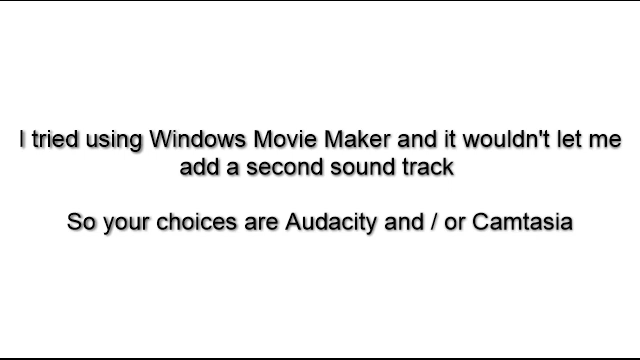 I tried using Windows Movie Maker and it wouldn't let me
add a second sound track
So your choices are Audacity and / or Camtasia